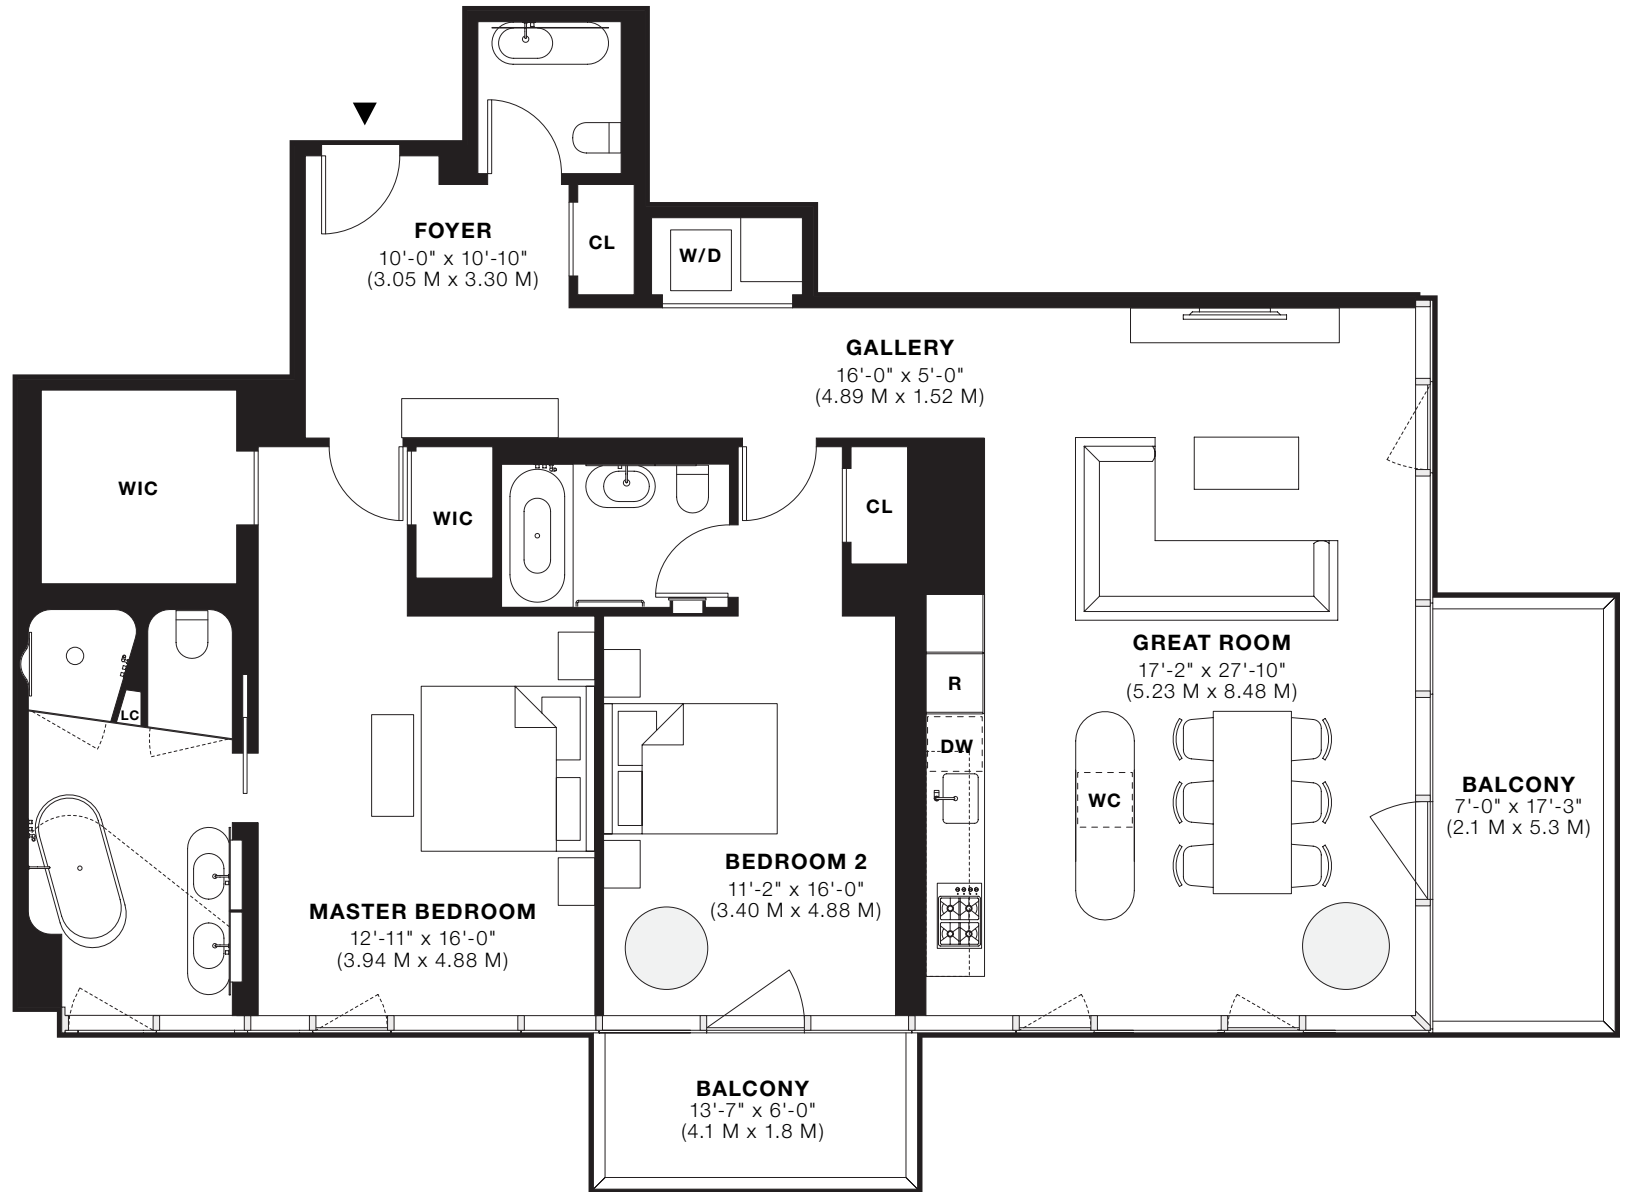 FOYER
10'-0" x 10'-10"
(3.05 M x 3.30 M)
CL
W/D
GALLERY
16'-0" x 5'-0"
(4.89 M x 1.52 M)
WIC
WIC
CL
GREAT ROOM
17'-2" x 27'-10"
(5.23 M x 8.48 M)
R
LC
DW
WC
BALCONY
7'-0" x 17'-3"
(2.1 M x 5.3 M)
BEDROOM 2
11'-2" x 16'-0"
(3.40 M x 4.88 M)
MASTER BEDROOM
12'-11" x 16'-0"
(3.94 M x 4.88 M)
BALCONY
13'-7" x 6'-0"
(4.1 M x 1.8 M)